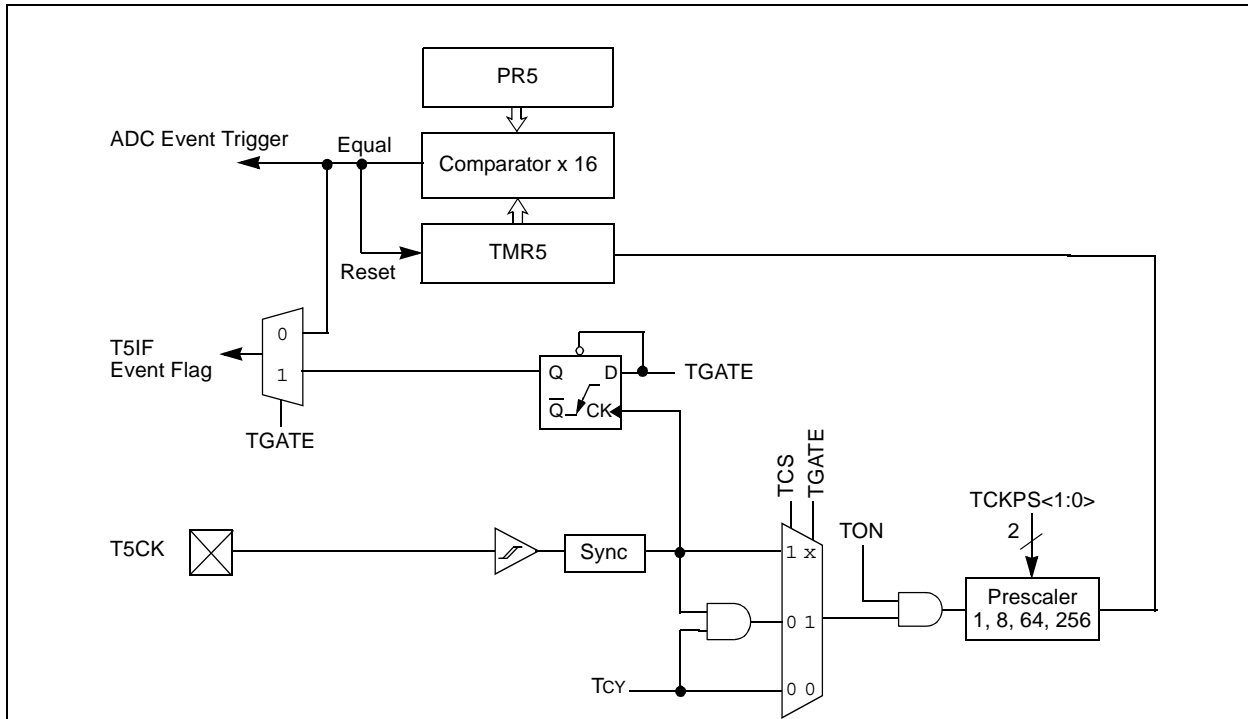 PR5
ADC Event Trigger
Equal
Comparator x 16
TMR5
Reset
0
T5IF
Event Flag
1
TGATE
Q
D
TGATE
Q
CK
TCS
TGATE
TCKPS<1:0>
2
T5CK
Sync
1 x
TON
Prescaler
1, 8, 64, 256
0 1
TCY
0 0